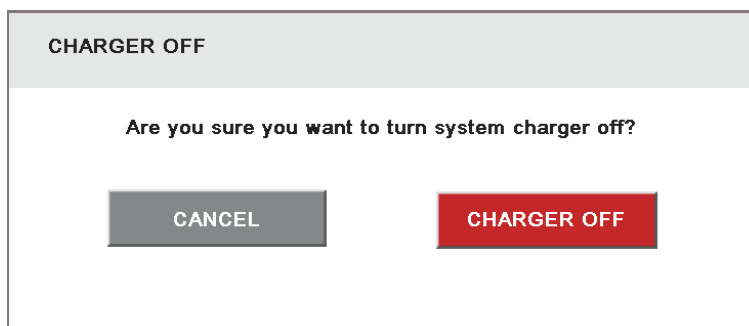 CHARGER OFF
Are you sure you want to turn system charger off?
CANCEL
CHARGER OFF